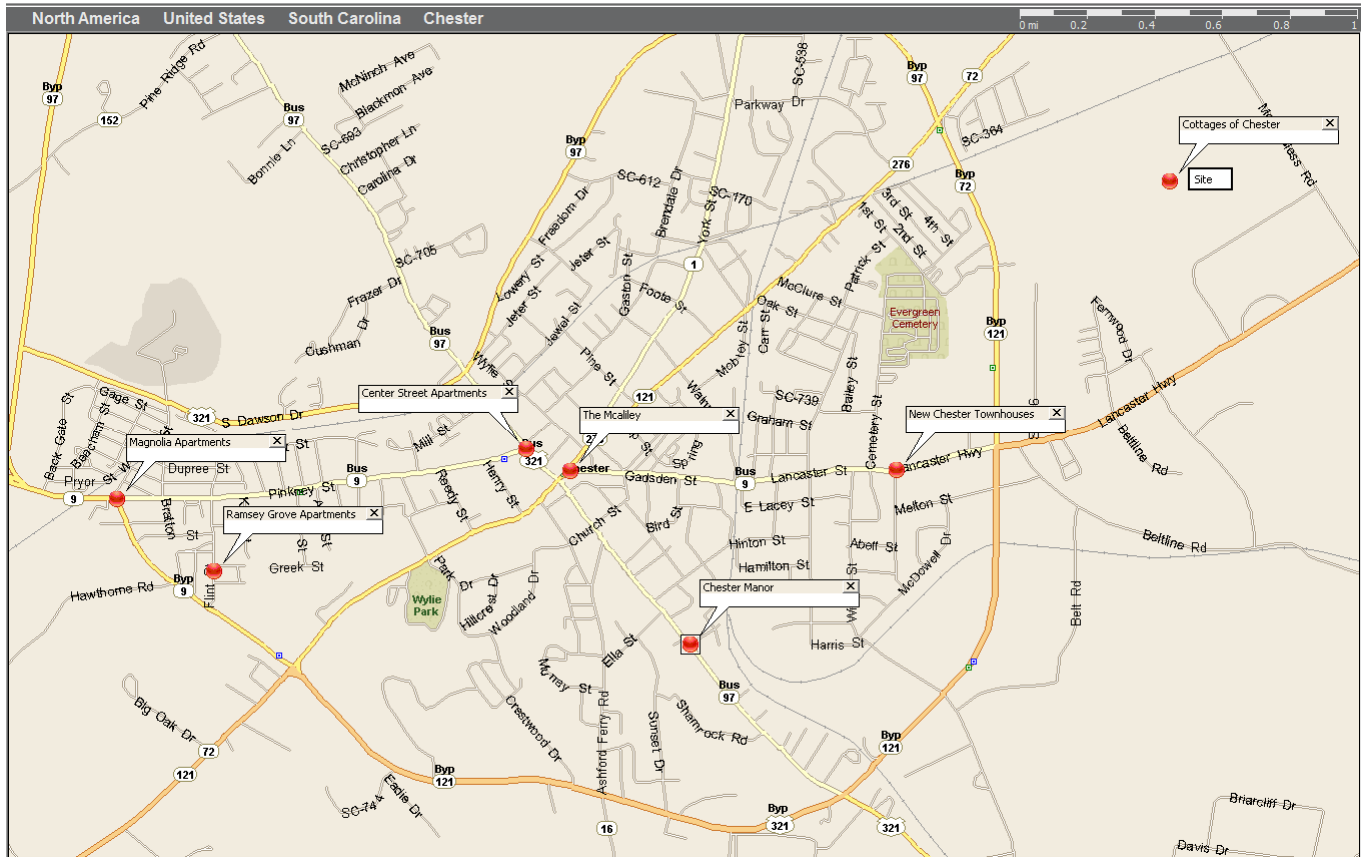 North America United States South Carolina Chester
0 mi 0.2 0.4 0.6 0.8 1
Byp
97
152
Pine Ridge Rd
Bus
97
McNinch Ave
Blackmon Ave
SC-693
Christopher Ln
Carolina Dr
Bonnie Ln
SC-705
Frazer Dr
Cushman Dr
Bus
97
Byp
97
Freedom Dr
SC-612
Brendale Dr
SC-170
York St
1
SC-538
Parkway Dr
Byp
97
72
276
SC-364
Byp
72
3rd St
4th St
1st St
2nd St
Patrick St
Evergreen
Cemetery
Byp
121
Cottages of Chester
Site
Fernwood Dr
Lancaster Hwy
Beltline Rd
Lowery St
Jeter St
Jeter St
Jewel St
Gaston St
Foote St
Pine St
McClure St
Oak St
Carr St
Mobley St
121
SC-739
Graham St
Bailey St
Cemetery St
Center Street Apartments
The Mcaliley
New Chester Townhouses
Magnolia Apartments
Ramsey Grove Apartments
Chester Manor
321
S Dawson Dr
Gage St
Back Gate St
Beacham St
Dupree St
Pryor
9
Pinkney St
Bus
9
Mill St
Reedy St
Henry St
Bus
321
Gadsden St
Bus
9
Lancaster St
Lancaster Hwy
Spring
Bratton
Greek St
Flint
Hawthorne Rd
Byp
9
Wylie
Park
Park Dr
Hillcrest Dr
Woodland Dr
Church St
Bird St
E Lacey St
Melton St
Hinton St
Abell St
Hamilton St
McDowell Dr
Harris St
Belt Rd
Beltline Rd
Ella St
Murray St
Crestwood Dr
Ashford Ferry Rd
Sunset Dr
Shamrock Rd
Bus
97
Big Oak Dr
72
121
SC-744
Eadie Dr
Byp
121
Byp
121
16
Byp
321
321
Briarcliff Dr
Davis Dr